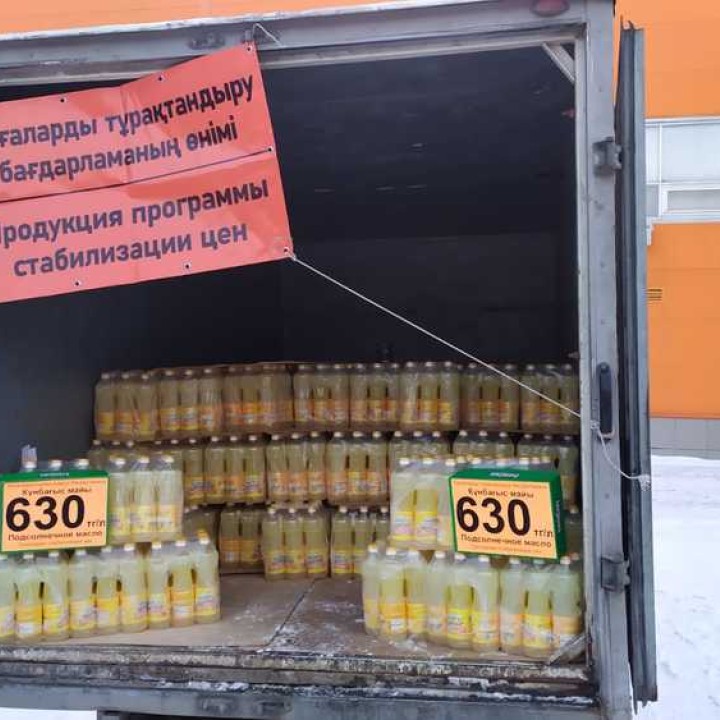 ғаларды тұрақтандыру
бағдарламаның өнімі
Продукция программы
стабилизации цен
Күнбағыс майы
630 тг/л
Подсолнечное масло
Күнбағыс майы
630 тг/л
Подсолнечное масло